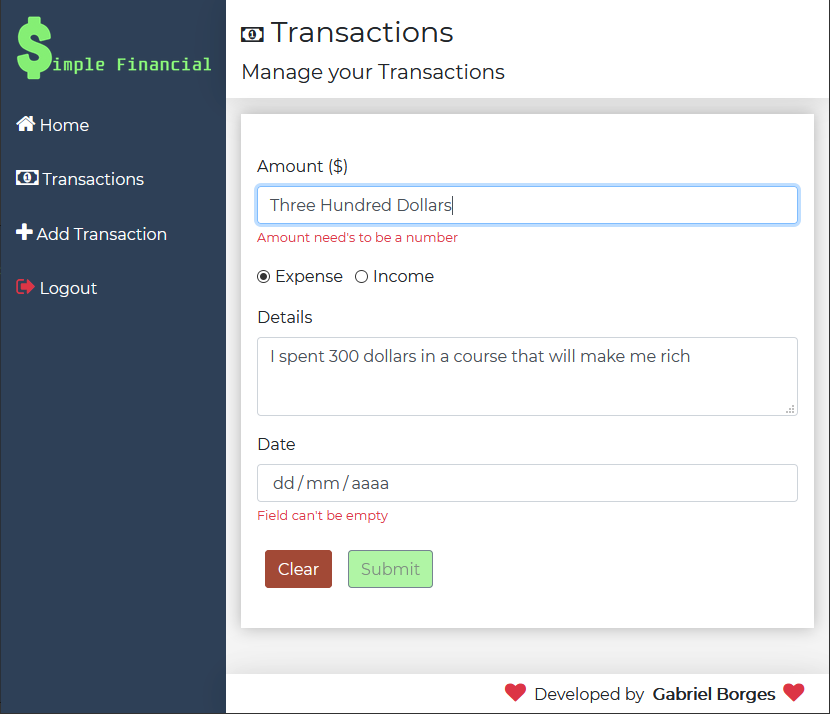 $imple Financial
Home
Transactions
Add Transaction
Logout
Transactions
Manage your Transactions
Amount ($)
Three Hundred Dollars
Amount need's to be a number
Expense Income
Details
I spent 300 dollars in a course that will make me rich
Date
dd/mm/aaaa
Field can't be empty
Clear Submit
Developed by Gabriel Borges